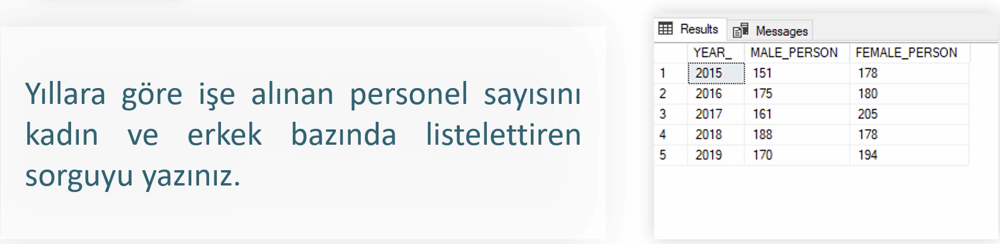 Yıllara göre işe alınan personel sayısını
kadın ve erkek bazında listelettiren
sorguyu yazınız.
Results Messages
YEAR_ MALE_PERSON FEMALE_PERSON
1 2015 151 178
2 2016 175 180
3 2017 161 205
4 2018 188 178
5 2019 170 194